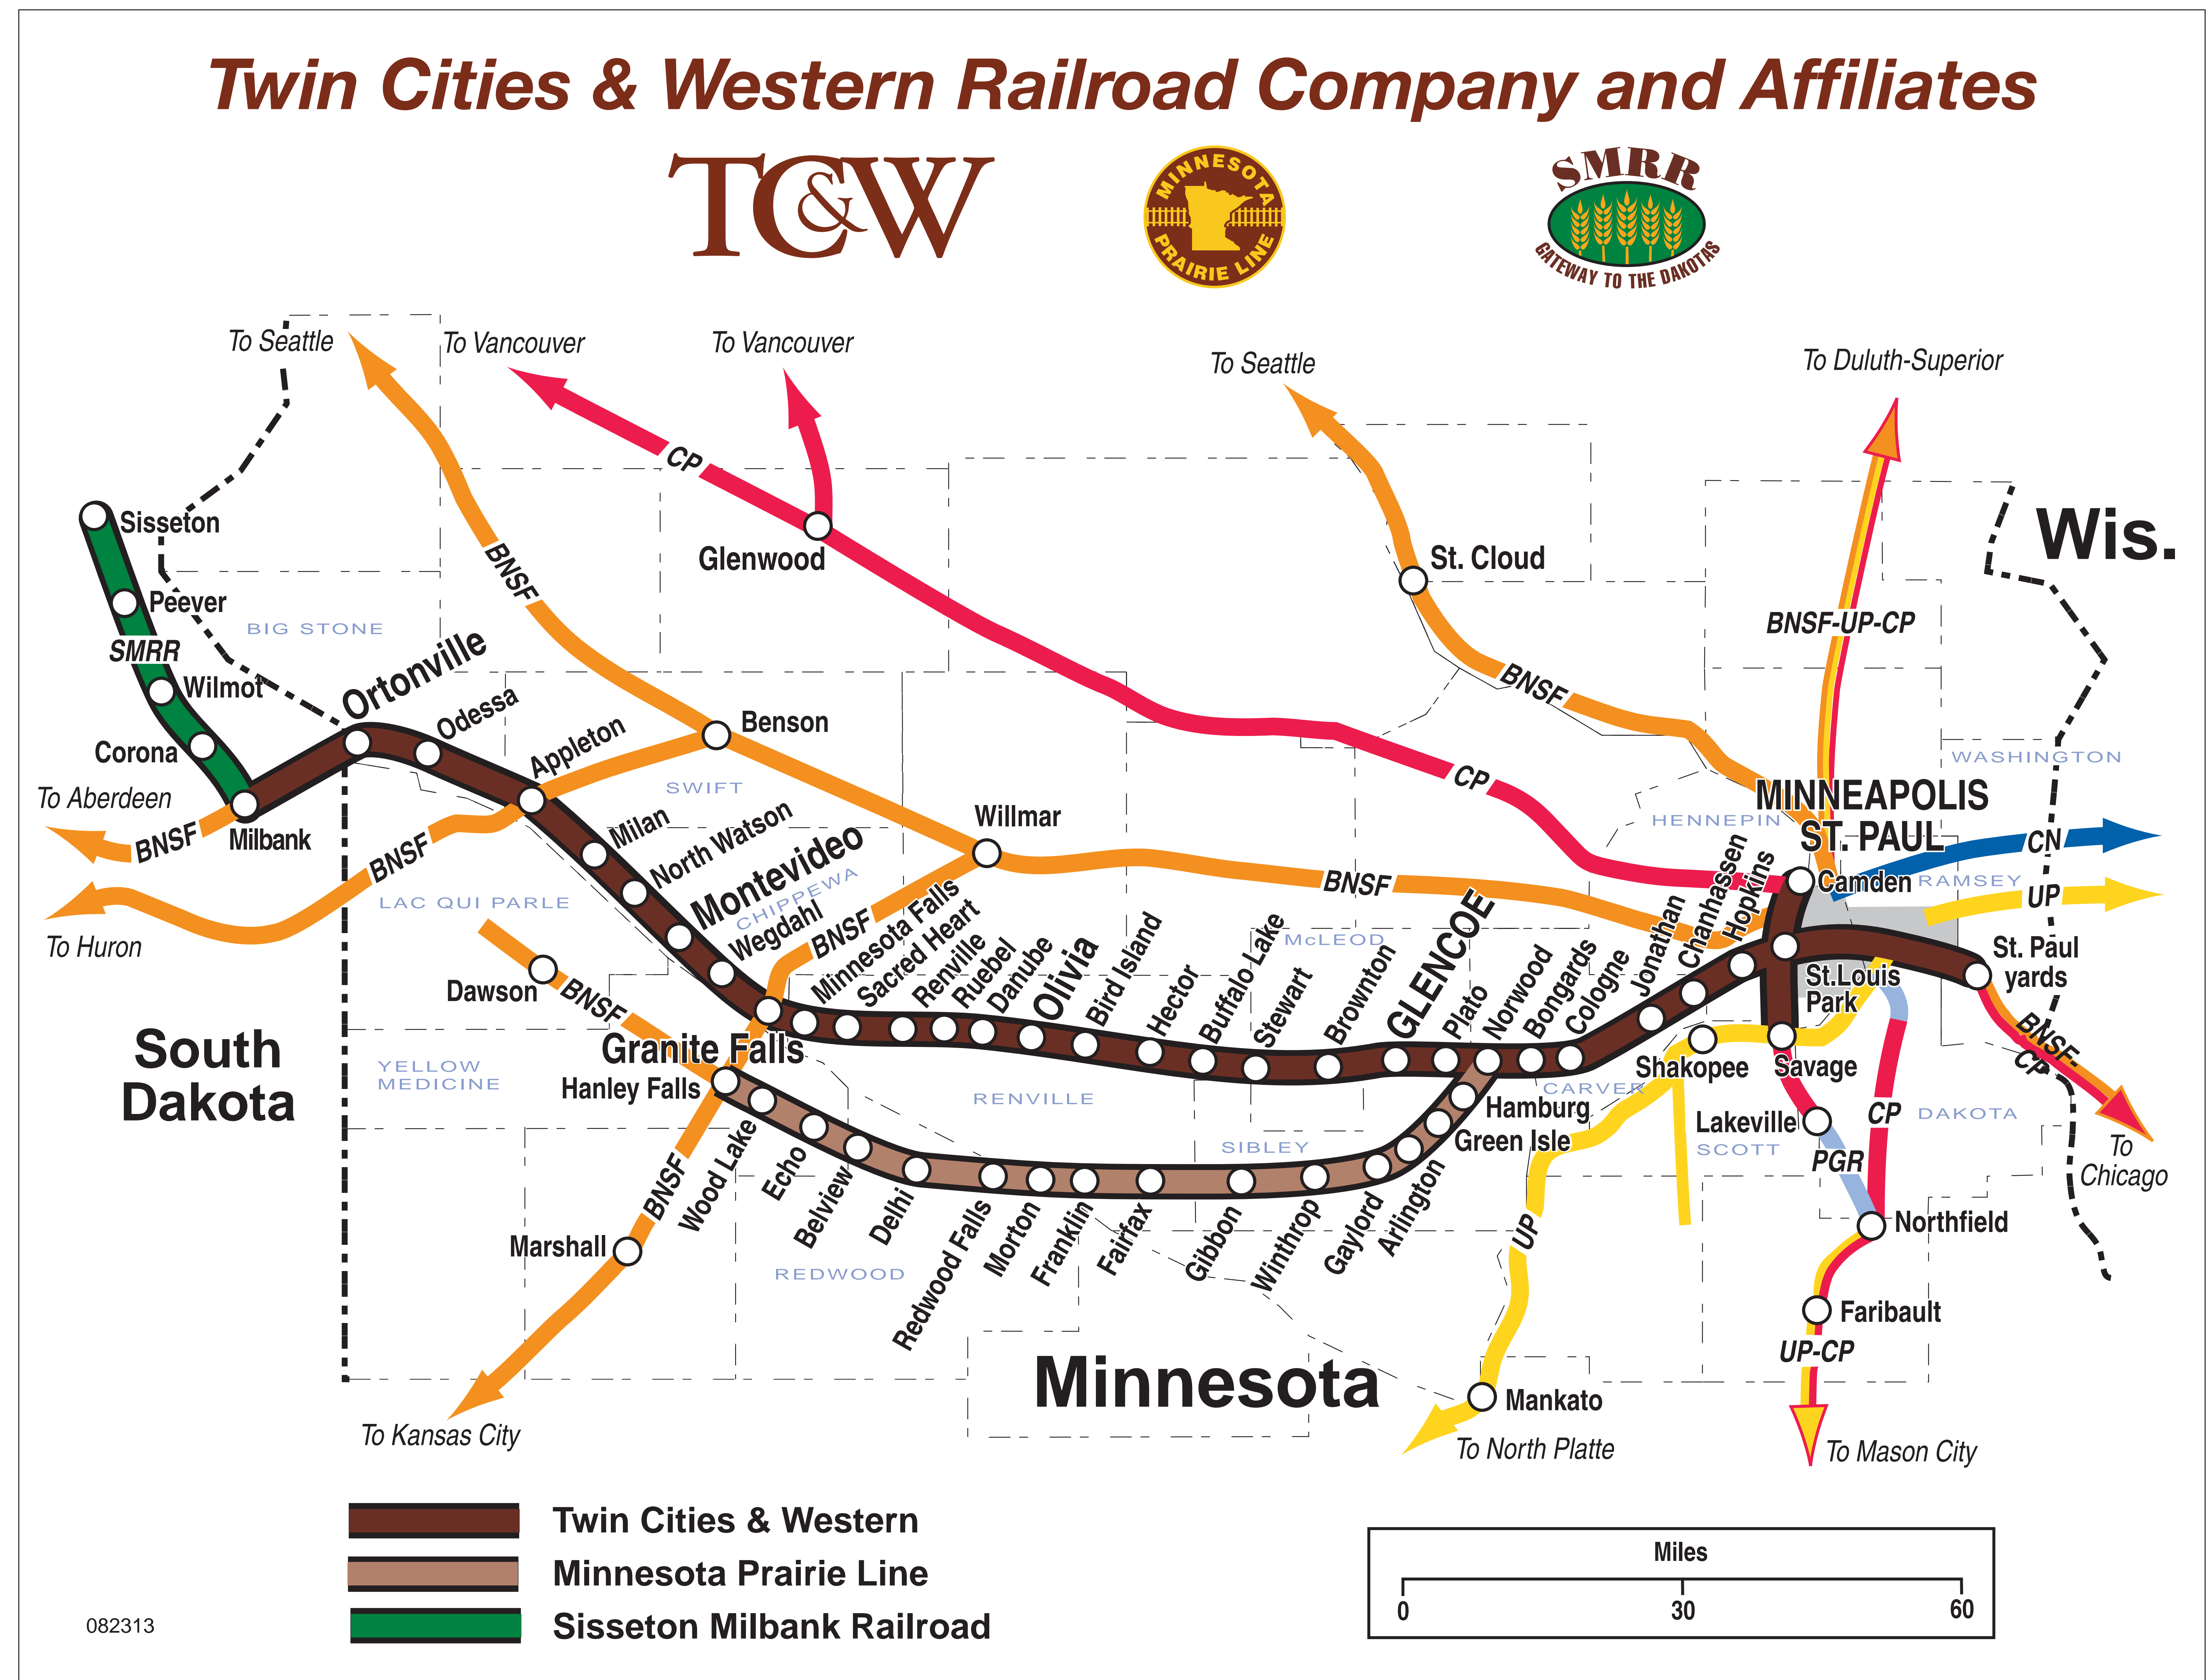 Twin Cities & Western Railroad Company and Affiliates
TC&W
MINNESOTA
PRAIRIE LINE
SMRR
GATEWAY TO THE DAKOTAS
To Seattle
To Vancouver
To Vancouver
To Seattle
To Duluth-Superior
CP
Sisseton
Glenwood
BNSF
St. Cloud
Wis.
Peever
BIG STONE
BNSF-UP-CP
SMRR
Wilmot
Ortonville
Odessa
BNSF
Corona
Appleton
Benson
WASHINGTON
To Aberdeen
SWIFT
CP
MINNEAPOLIS
ST. PAUL
BNSF
Milbank
BNSF
Milan
North Watson
Willmar
HENNEPIN
CN
LAC QUI PARLE
Montevideo
CHIPPEWA
BNSF
Camden
RAMSEY
UP
To Huron
Wegdahl
BNSF
Minnesota Falls
Sacred Heart
Renville
Ruebel
Danube
Olivia
Bird Island
Hector
Buffalo Lake
Stewart
McLEOD
Brownton
GLENCOE
Plato
Norwood
Bongards
Cologne
Jonathan
Chanhassen
Hopkins
St.Louis
Park
St. Paul
yards
Dawson
BNSF
South
Dakota
Granite Falls
YELLOW
MEDICINE
Hanley Falls
RENVILLE
CARVER
Shakopee
Savage
BNSF-
CP
Hamburg
Green Isle
SIBLEY
Lakeville
CP
DAKOTA
SCOTT
PGR
To
Chicago
BNSF
Wood Lake
Echo
Belview
Delhi
Redwood Falls
Morton
Franklin
Fairfax
Gibbon
Winthrop
Gaylord
Arlington
UP
Northfield
Marshall
REDWOOD
Faribault
UP-CP
Minnesota
Mankato
To Kansas City
To North Platte
To Mason City
Twin Cities & Western
Minnesota Prairie Line
Sisseton Milbank Railroad
Miles
0
30
60
082313